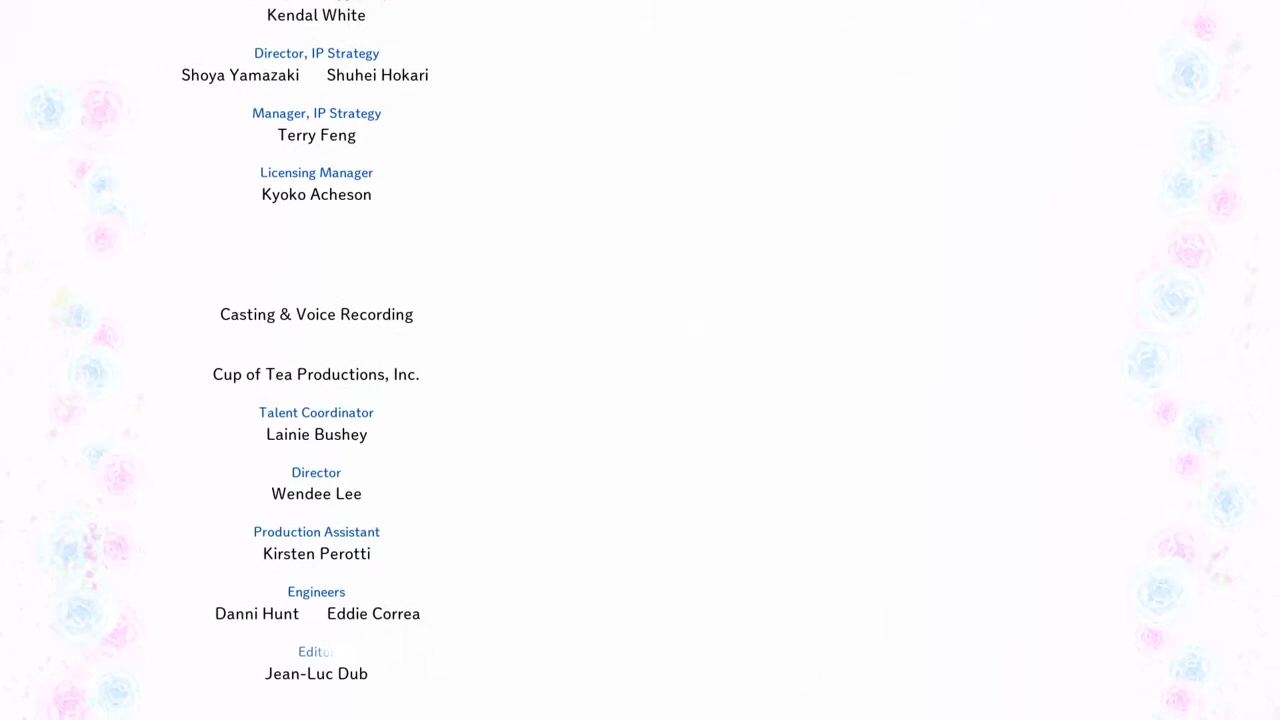 Kendal White
Director, IP Strategy
Shoya Yamazaki Shuhei Hokari
Manager, IP Strategy
Terry Feng
Licensing Manager
Kyoko Acheson
Casting & Voice Recording
Cup of Tea Productions, Inc.
Talent Coordinator
Lainie Bushey
Director
Wendee Lee
Production Assistant
Kirsten Perotti
Engineers
Danni Hunt Eddie Correa
Jean-Luc Dub